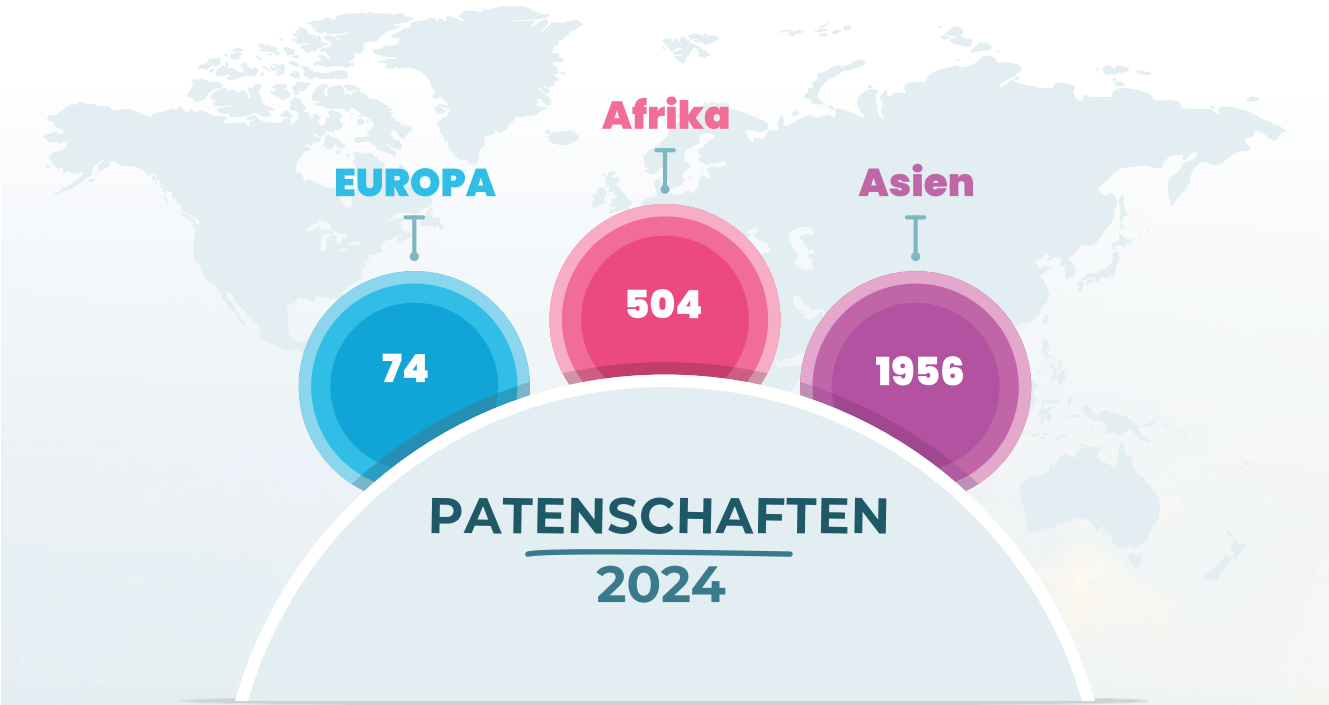 Afrika
EUROPA
Asien
504
74
1956
PATENSCHAFTEN
2024